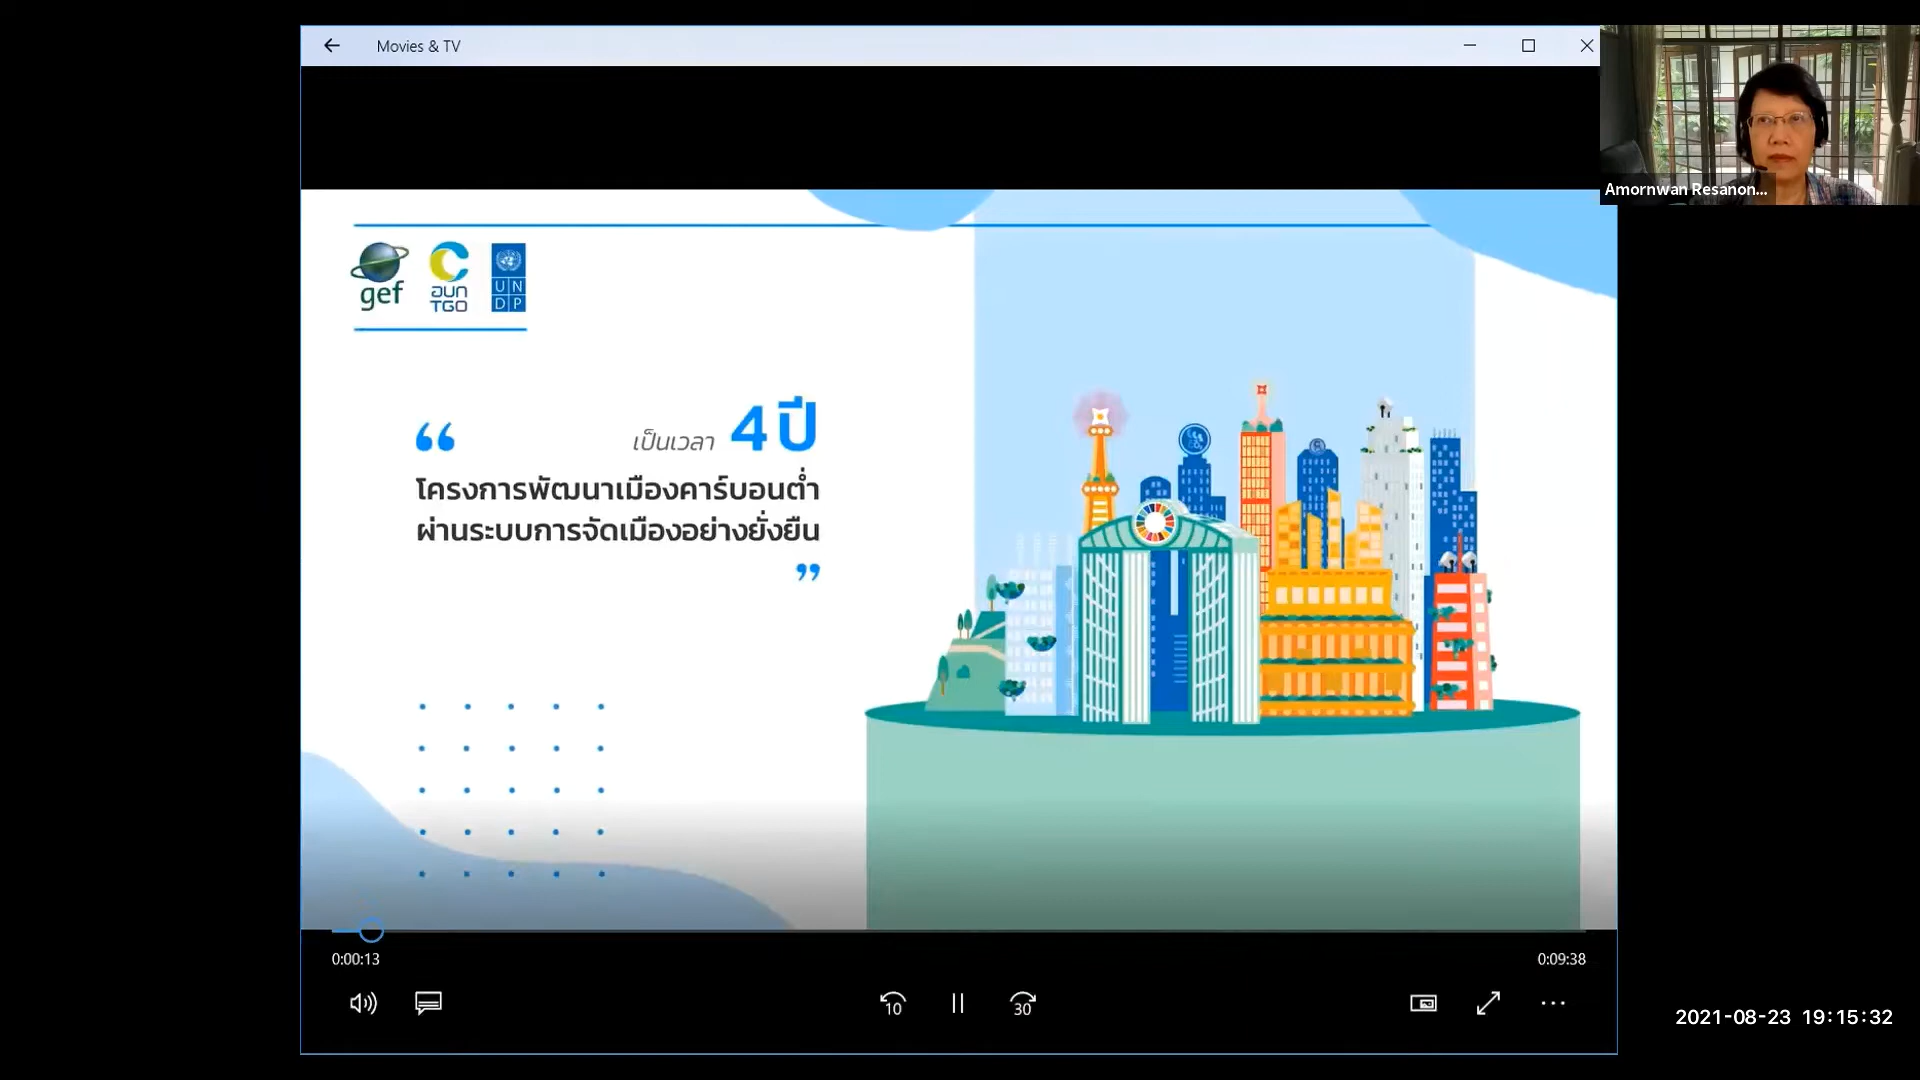 Movies & TV
Amornwan Resanon...
gef
อบก
TGO
UN
DP
“ เป็นเวลา 4 ปี
โครงการพัฒนาเมืองคาร์บอนต่ำ
ผ่านระบบการจัดเมืองอย่างยั่งยืน
”
0:00:13
0:09:38
10
30
2021-08-23 19:15:32